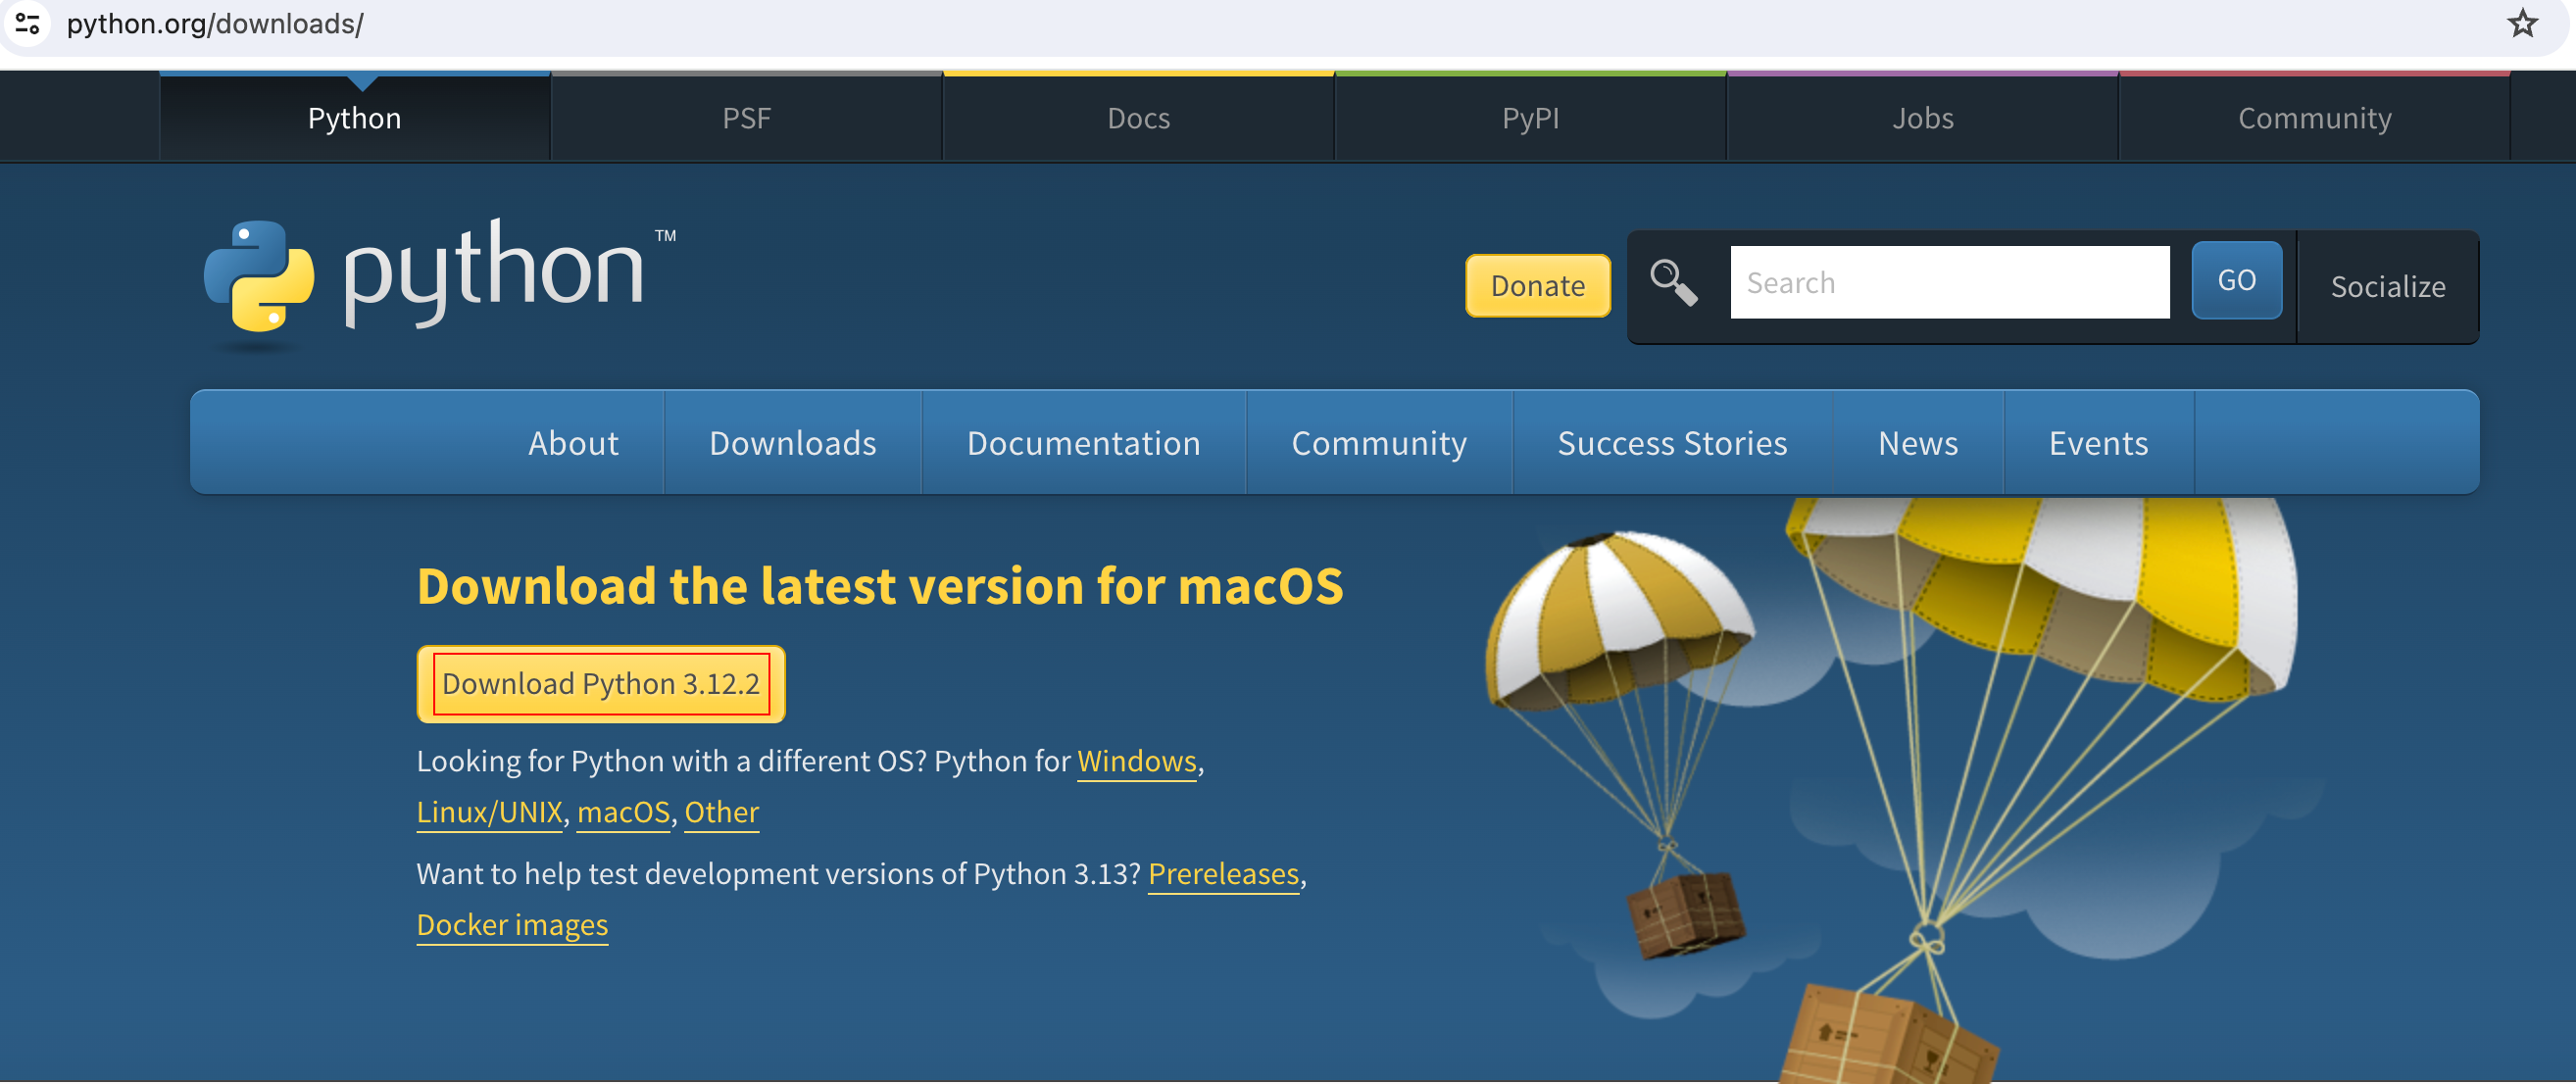 python.org/downloads/
Python PSF Docs PyPI Jobs Community
python TM
Donate Search GO Socialize
About Downloads Documentation Community Success Stories News Events
Download the latest version for macOS
Download Python 3.12.2
Looking for Python with a different OS? Python for Windows,
Linux/UNIX, macOS, Other
Want to help test development versions of Python 3.13? Prereleases,
Docker images